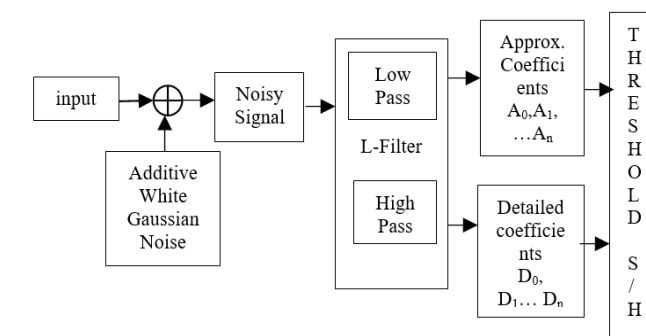 input
Additive
White
Gaussian
Noise
Noisy
Signal
Low
Pass
L-Filter
High
Pass
Approx.
Coeffici
ents
A₀,A₁,
…Aₙ
Detailed
coefficie
nts
D₀,
D₁… Dₙ
T
H
R
E
S
H
O
L
D
S
/
H